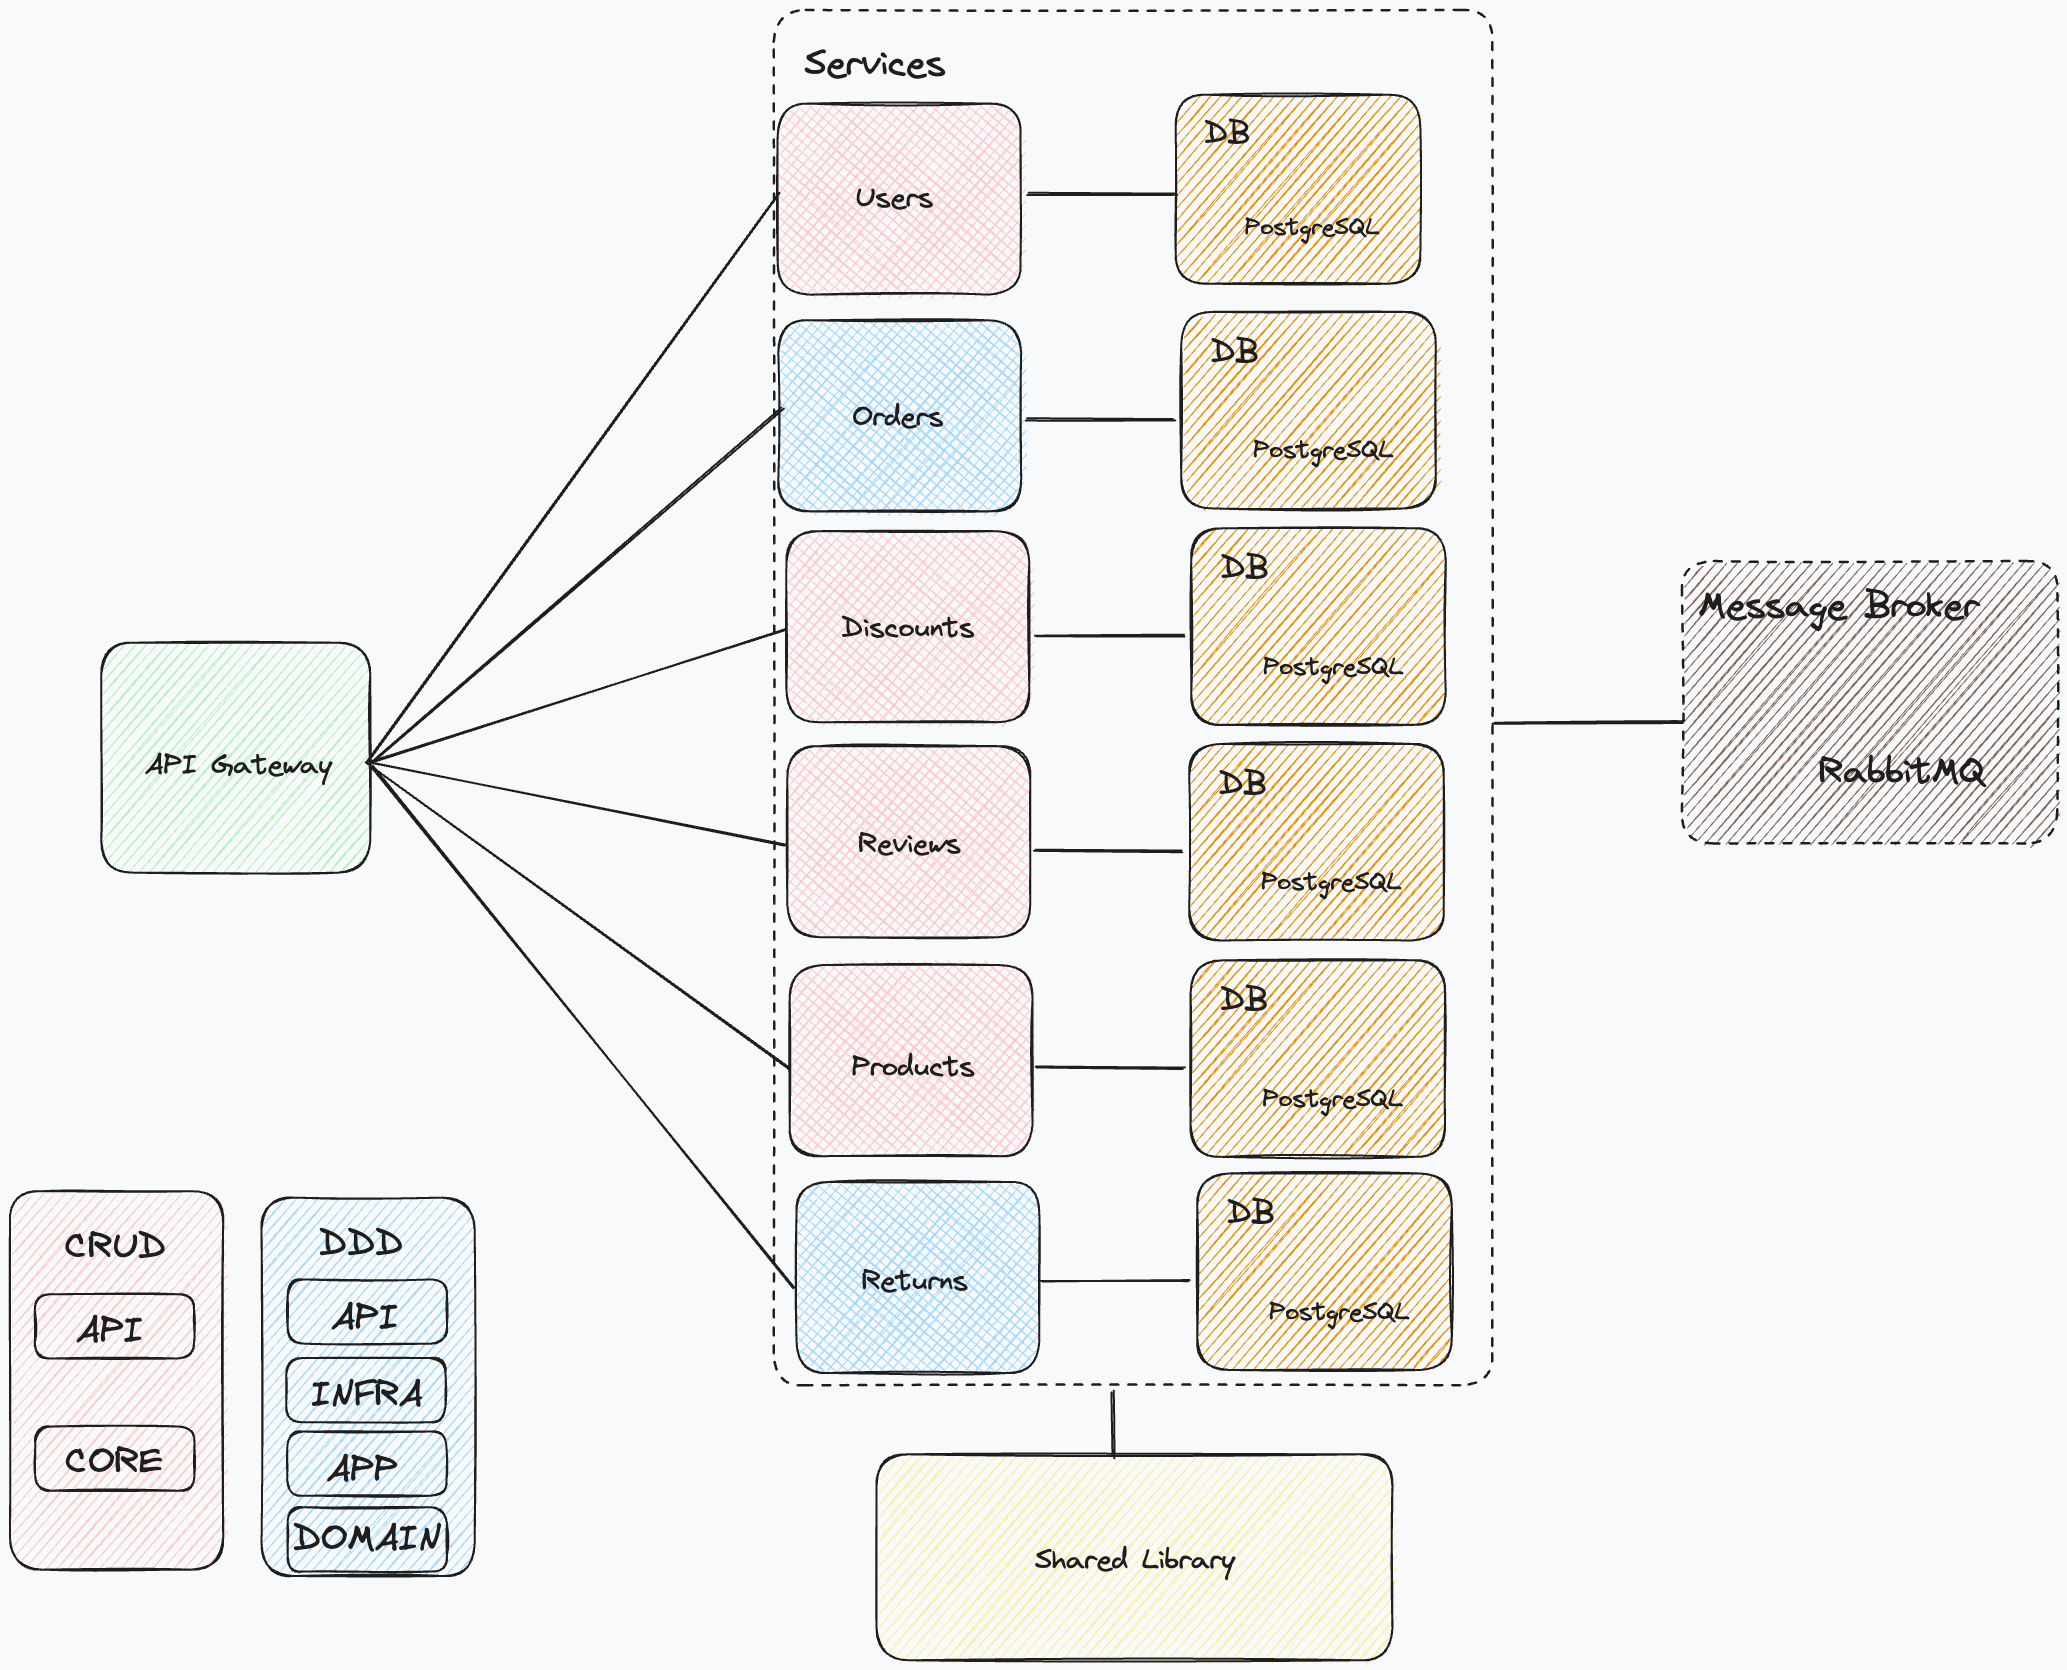 Services
Users
DB
PostgreSQL
Orders
DB
PostgreSQL
Discounts
DB
PostgreSQL
Reviews
DB
PostgreSQL
Products
DB
PostgreSQL
Returns
DB
PostgreSQL
API Gateway
Message Broker
RabbitMQ
CRUD
API
CORE
DDD
API
INFRA
APP
DOMAIN
Shared Library